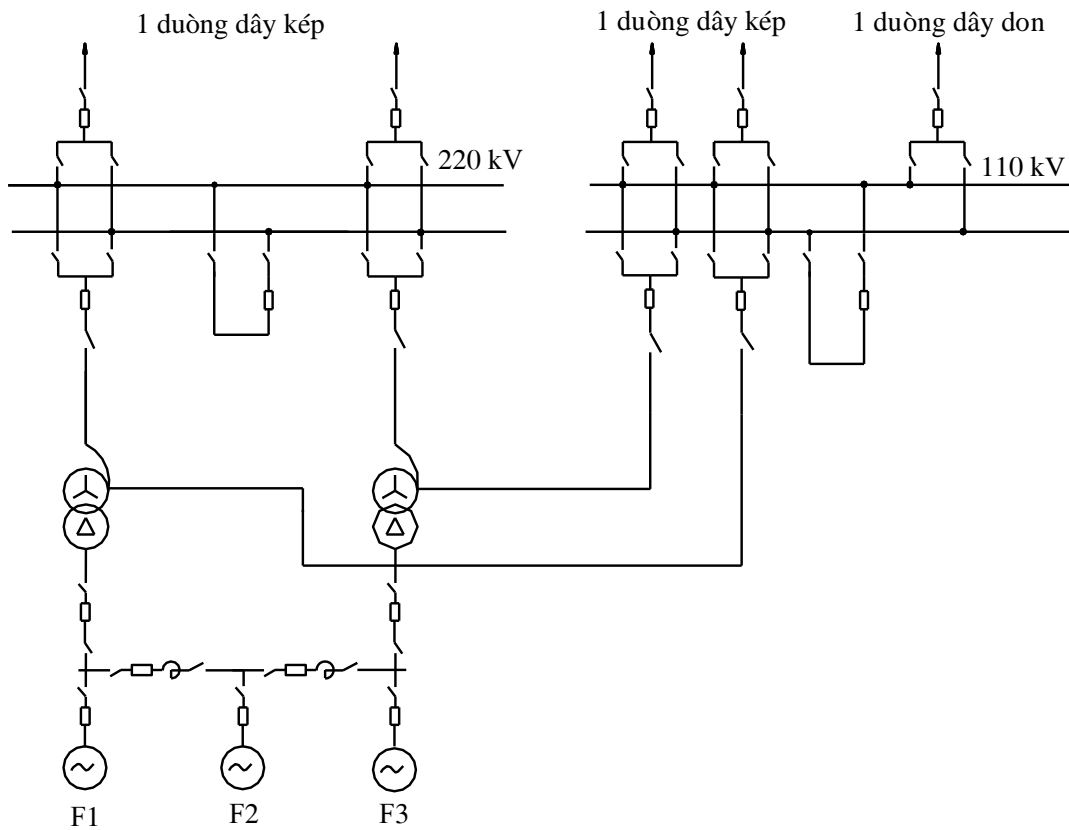 1 duòng dây kép
1 duòng dây kép
1 duòng dây don
220 kV
110 kV
F1
F2
F3